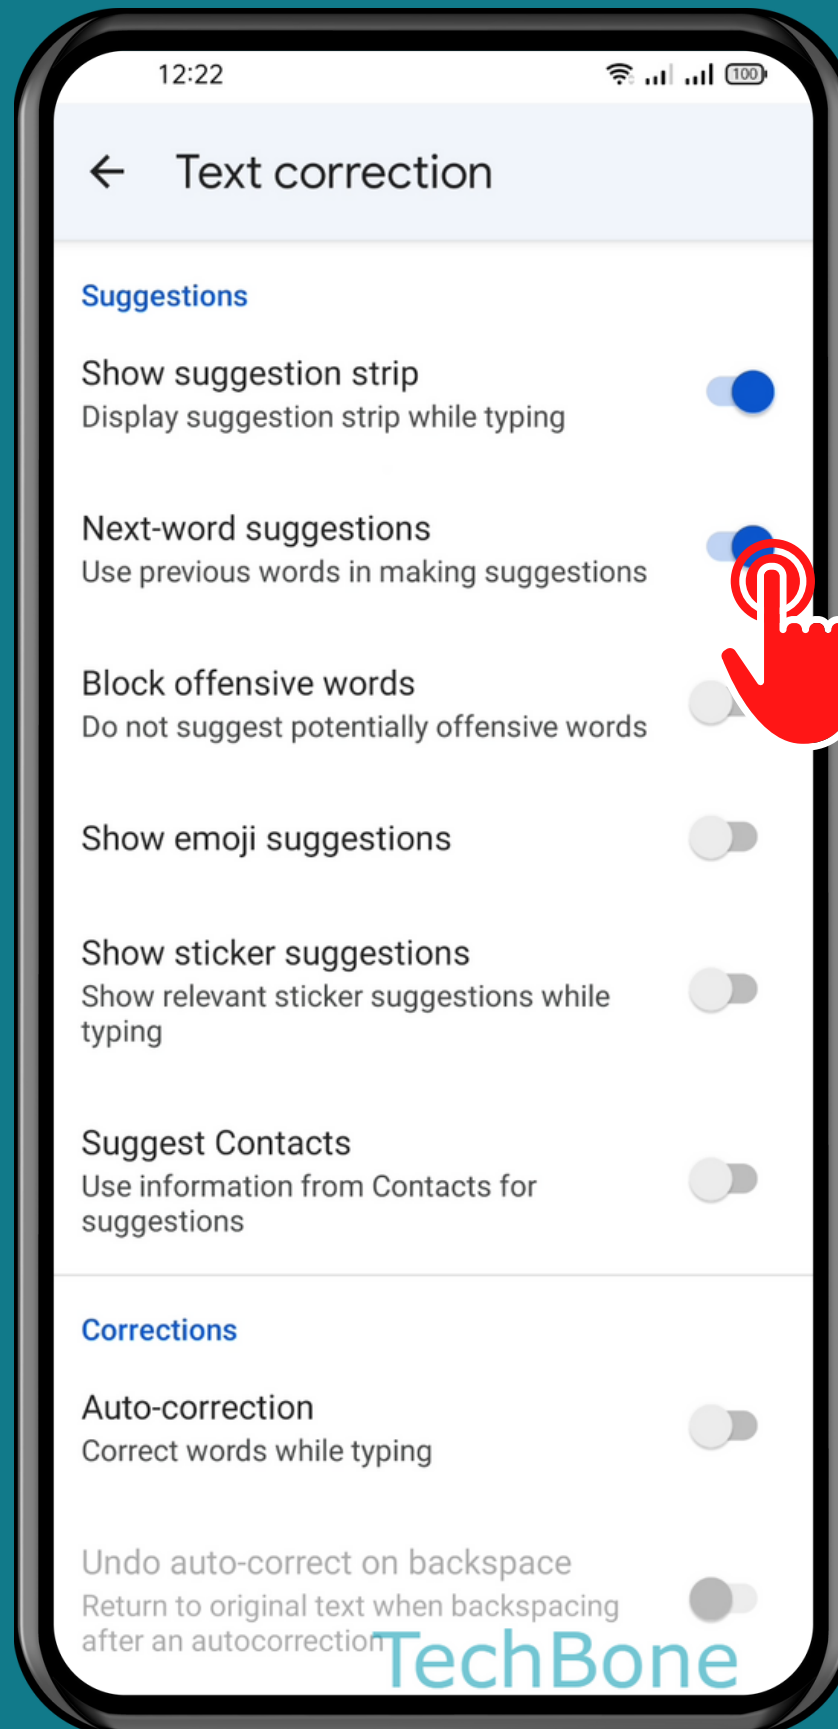 12:22
100
Text correction
Suggestions
Show suggestion strip
Display suggestion strip while typing
Next-word suggestions
Use previous words in making suggestions
Block offensive words
Do not suggest potentially offensive words
Show emoji suggestions
Show sticker suggestions
Show relevant sticker suggestions while
typing
Suggest Contacts
Use information from Contacts for
suggestions
Corrections
Auto-correction
Correct words while typing
Undo auto-correct on backspace
Return to original text when backspacing
after an autocorrection
TechBone